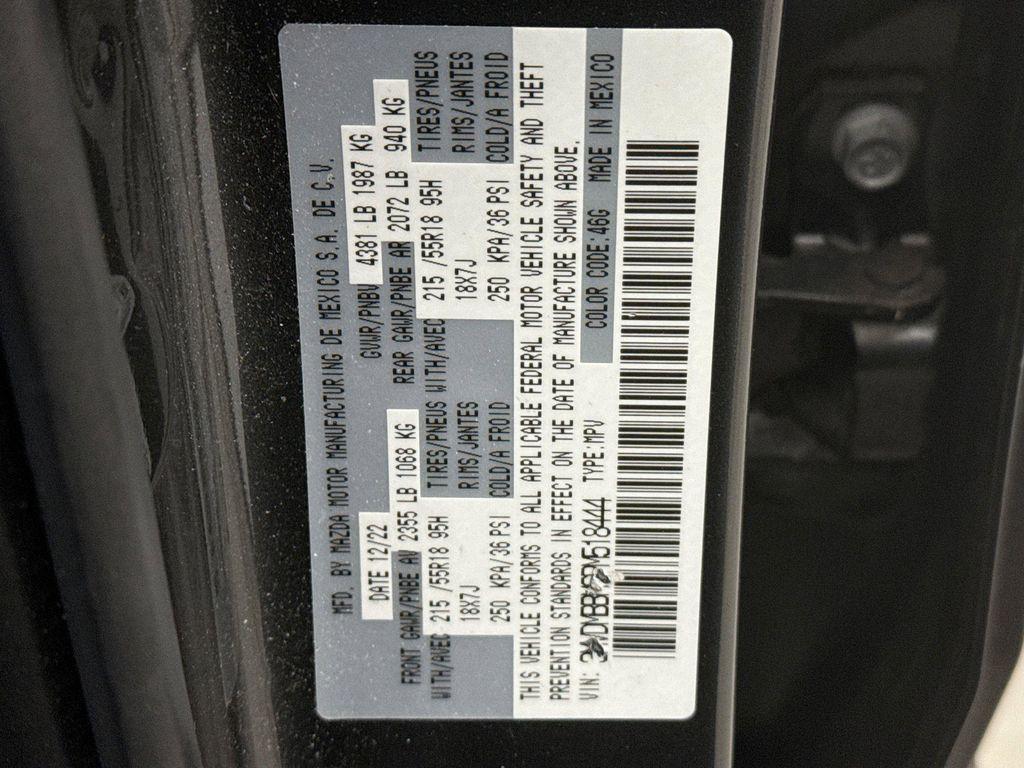 MFD. BY MAZDA MOTOR MANUFACTURING DE MEXICO S.A. DE C.V.
DATE 12/22 GVWR/PNBV 4381 LB 1987 KG
FRONT GAWR/PNBE AV 2355 LB 1068 KG REAR GAWR/PNBE AR 2072 LB 940 KG
WITH/AVEC 215 /55R18 95H TIRES/PNEUS WITH/AVEC 215 /55R18 95H TIRES/PNEUS
18X7J RIMS/JANTES 18X7J RIMS/JANTES
250 KPA/36 PSI COLD/A FROID 250 KPA/36 PSI COLD/A FROID
THIS VEHICLE CONFORMS TO ALL APPLICABLE FEDERAL MOTOR VEHICLE SAFETY AND THEFT
PREVENTION STANDARDS IN EFFECT ON THE DATE OF MANUFACTURE SHOWN ABOVE.
VIN: TYPE:MPV COLOR CODE:46G MADE IN MEXICO